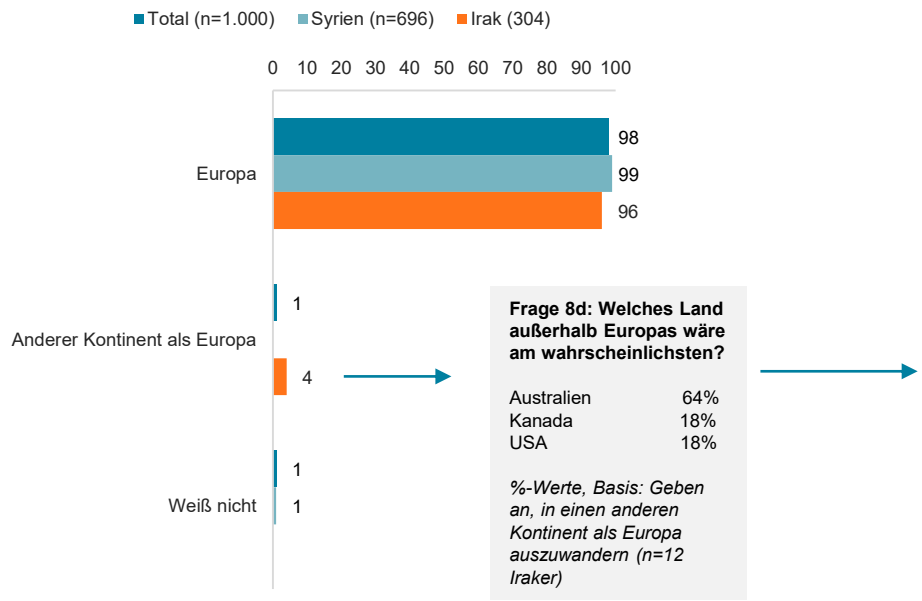 Total (n=1.000) Syrien (n=696) Irak (304)
0 10 20 30 40 50 60 70 80 90 100
Europa
98
99
96
Anderer Kontinent als Europa
1
4
Weiß nicht
1
1
Frage 8d: Welches Land
außerhalb Europas wäre
am wahrscheinlichsten?
Australien 64%
Kanada 18%
USA 18%
%-Werte, Basis: Geben
an, in einen anderen
Kontinent als Europa
auszuwandern (n=12
Iraker)